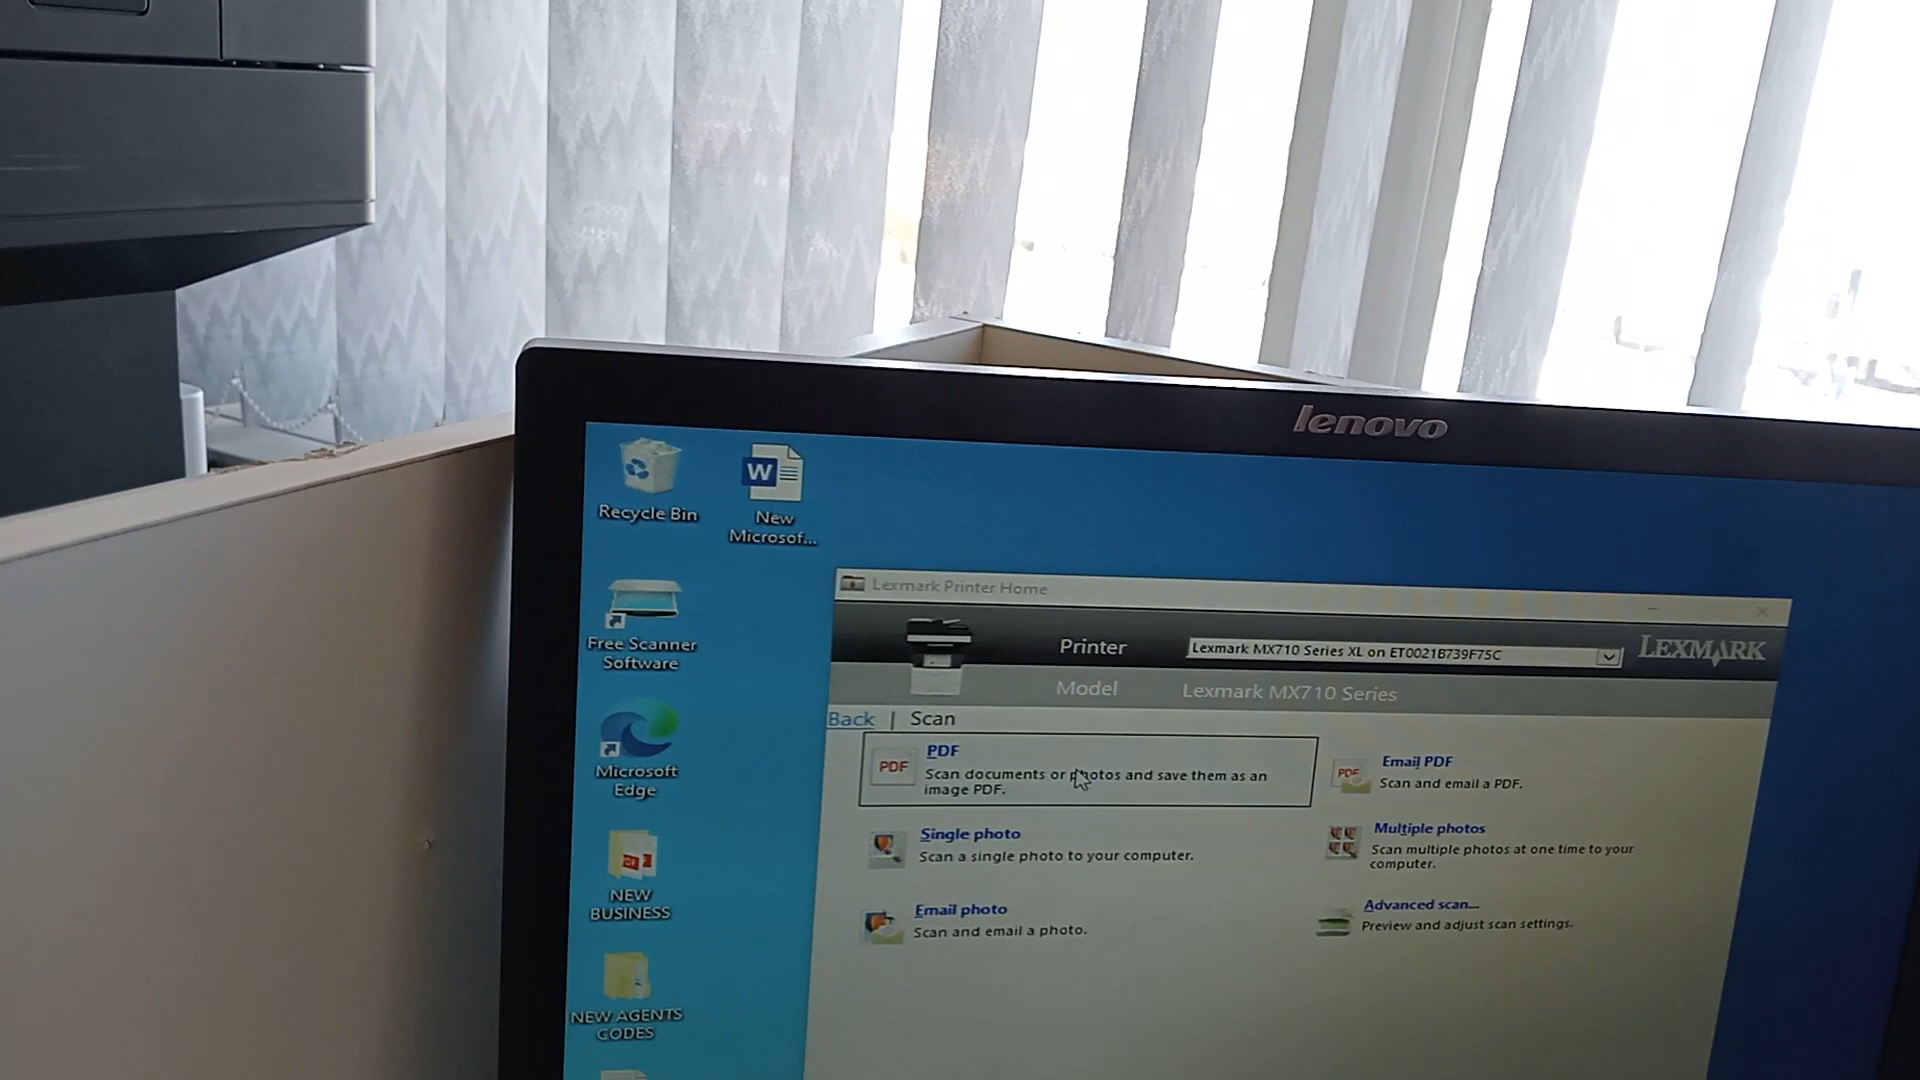 lenovo
Recycle Bin
W
New
Microsof...
Free Scanner
Software
Microsoft
Edge
NEW
BUSINESS
NEW AGENTS
CODES
Lexmark Printer Home
Printer
Lexmark MX710 Series XL on ET0021B739F75C
LEXMARK
Model
Lexmark MX710 Series
Back | Scan
PDF
PDF
Scan documents or photos and save them as an
image PDF.
PDF
Email PDF
Scan and email a PDF.
Single photo
Scan a single photo to your computer.
Multiple photos
Scan multiple photos at one time to your
computer.
Email photo
Scan and email a photo.
Advanced scan...
Preview and adjust scan settings.